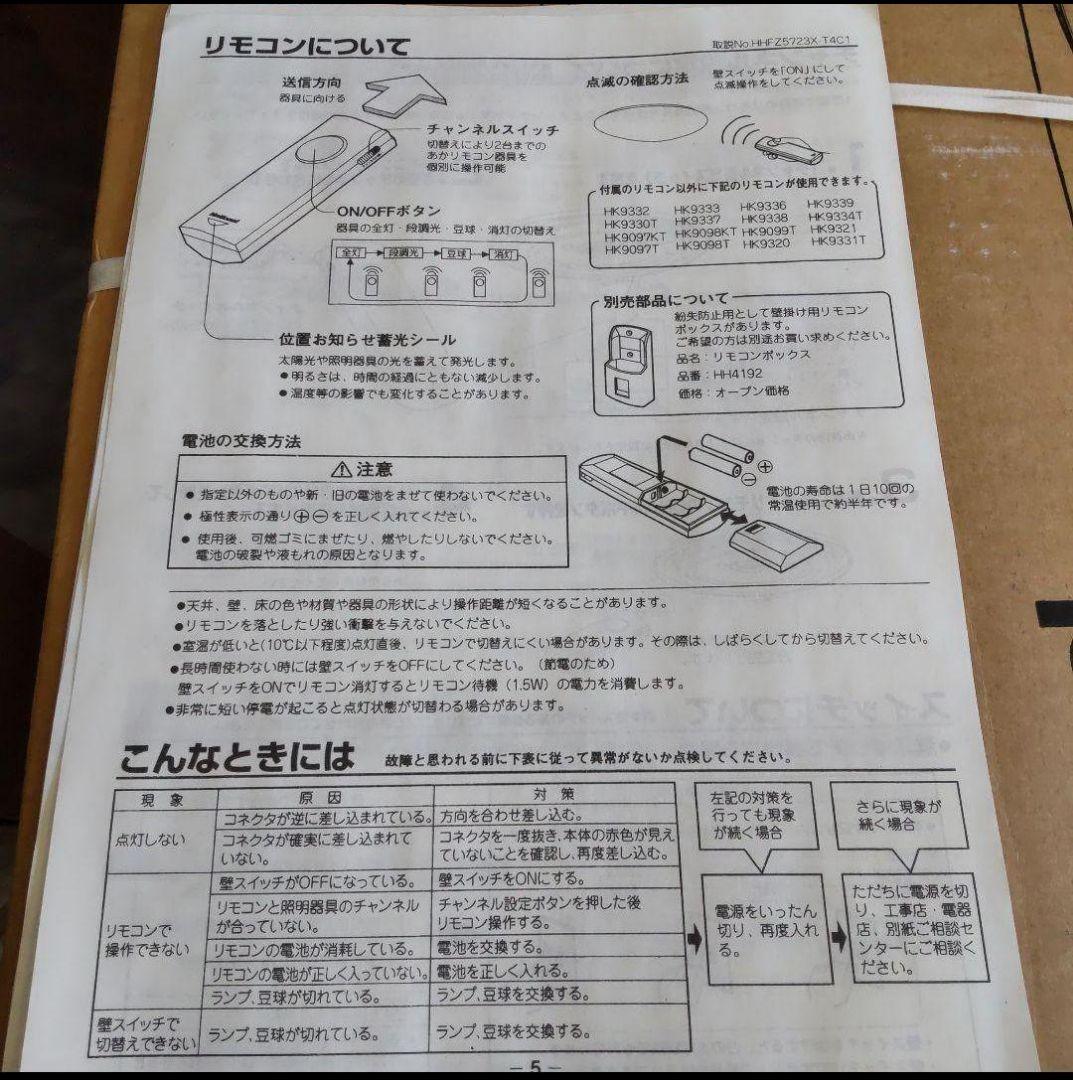 リモコンについて
取説No.HHFZ5723X-T4C1
送信方向
器具に向ける
チャンネルスイッチ
切替えにより2台までの
あかりリモコン器具を
個別に操作可能
ON/OFFボタン
器具の全灯・段調光・豆球・消灯の切替え
全灯 段調光 豆球 消灯
National
位置お知らせ蓄光シール
太陽光や照明器具の光を蓄えて発光します。
●明るさは、時間の経過にともない減少します。
●温度等の影響でも変化することがあります。
点滅の確認方法
壁スイッチを「ON」にして
点滅操作をしてください。
付属のリモコン以外に下記のリモコンが使用できます。
HK9332 HK9333 HK9336 HK9339
HK9330T HK9337 HK9338 HK9334T
HK9097KT HK9098KT HK9099T HK9321
HK9097T HK9098T HK9320 HK9331T
別売部品について
紛失防止用として壁掛け用リモコン
ボックスがあります。
ご希望の方は別途お買い求めください。
品名：リモコンボックス
品番：HH4192
価格：オープン価格
電池の交換方法
⚠注意
● 指定以外のものや新・旧の電池をまぜて使わないでください。
● 極性表示の通り⊕⊖を正しく入れてください。
● 使用後、可燃ゴミにまぜたり、燃やしたりしないでください。
電池の破裂や液もれの原因となります。
⊕
⊖
電池の寿命は1日10回の
常温使用で約半年です。
●天井、壁、床の色や材質や器具の形状により操作距離が短くなることがあります。
●リモコンを落としたり強い衝撃を与えないでください。
●室温が低いと(10℃以下程度)点灯直後、リモコンで切替えにくい場合があります。その際は、しばらくしてから切替えてください。
●長時間使わない時には壁スイッチをOFFにしてください。（節電のため）
壁スイッチをONでリモコン消灯するとリモコン待機（1.5W）の電力を消費します。
●非常に短い停電が起こると点灯状態が切替わる場合があります。
こんなときには 故障と思われる前に下表に従って異常がないか点検してください。
現象 原因 対策
点灯しない
コネクタが逆に差し込まれている。 方向を合わせ差し込む。
コネクタが確実に差し込まれて
いない。
コネクタを一度抜き、本体の赤色が見え
ていないことを確認し、再度差し込む。
リモコンで
操作できない
壁スイッチがOFFになっている。 壁スイッチをONにする。
リモコンと照明器具のチャンネル
が合っていない。
チャンネル設定ボタンを押した後
リモコン操作する。
リモコンの電池が消耗している。 電池を交換する。
リモコンの電池が正しく入っていない。 電池を正しく入れる。
ランプ、豆球が切れている。 ランプ、豆球を交換する。
壁スイッチで
切替えできない
ランプ、豆球が切れている。 ランプ、豆球を交換する。
左記の対策を
行っても現象
が続く場合
電源をいったん
切り、再度入れ
る。
さらに現象が
続く場合
ただちに電源を切
り、工事店・電器
店、別紙ご相談セ
ンターにご相談く
ださい。
－5－